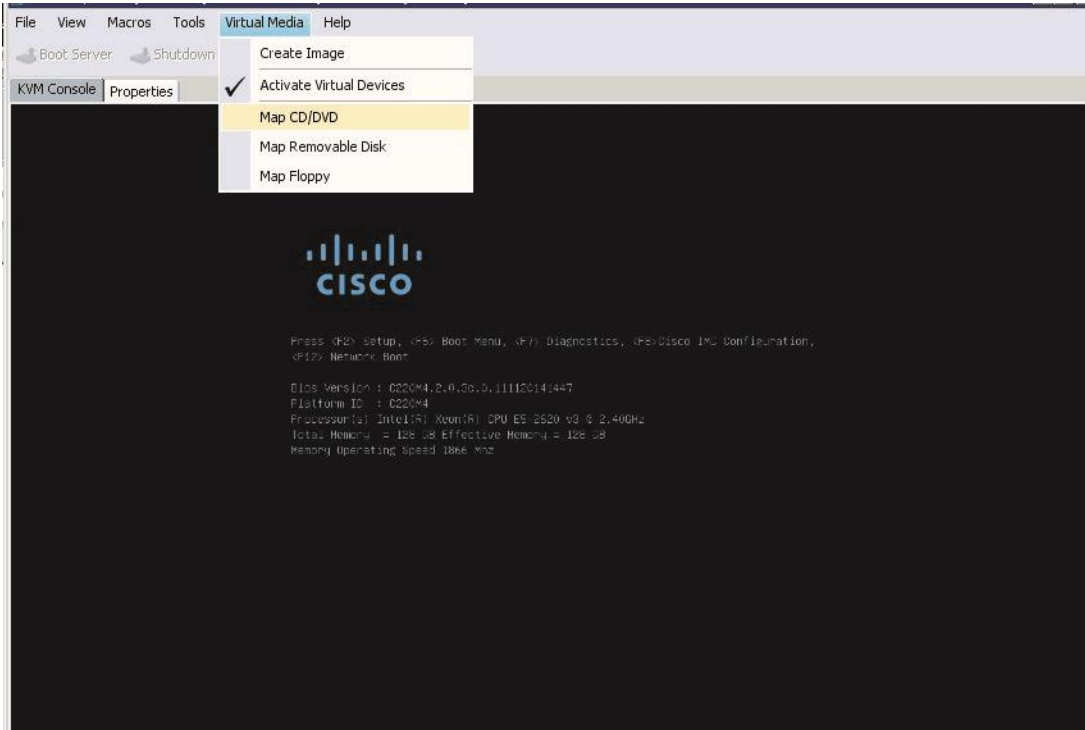 File View Macros Tools Virtual Media Help
Boot Server Shutdown
Create Image
Activate Virtual Devices
KVM Console Properties
Map CD/DVD
Map Removable Disk
Map Floppy
CISCO
Press <F2> Setup, <F6> Boot Menu, <F7> Diagnostics, <F8>Cisco IMC Configuration,
<F12> Network Boot
Bios Version : C220M4.2.0.3c.0.111120141447
Platform ID : C220M4
Processor(s) Intel(R) Xeon(R) CPU E5-2620 v3 @ 2.40GHz
Total Memory = 128 GB Effective Memory = 128 GB
Memory Operating Speed 1866 Mhz